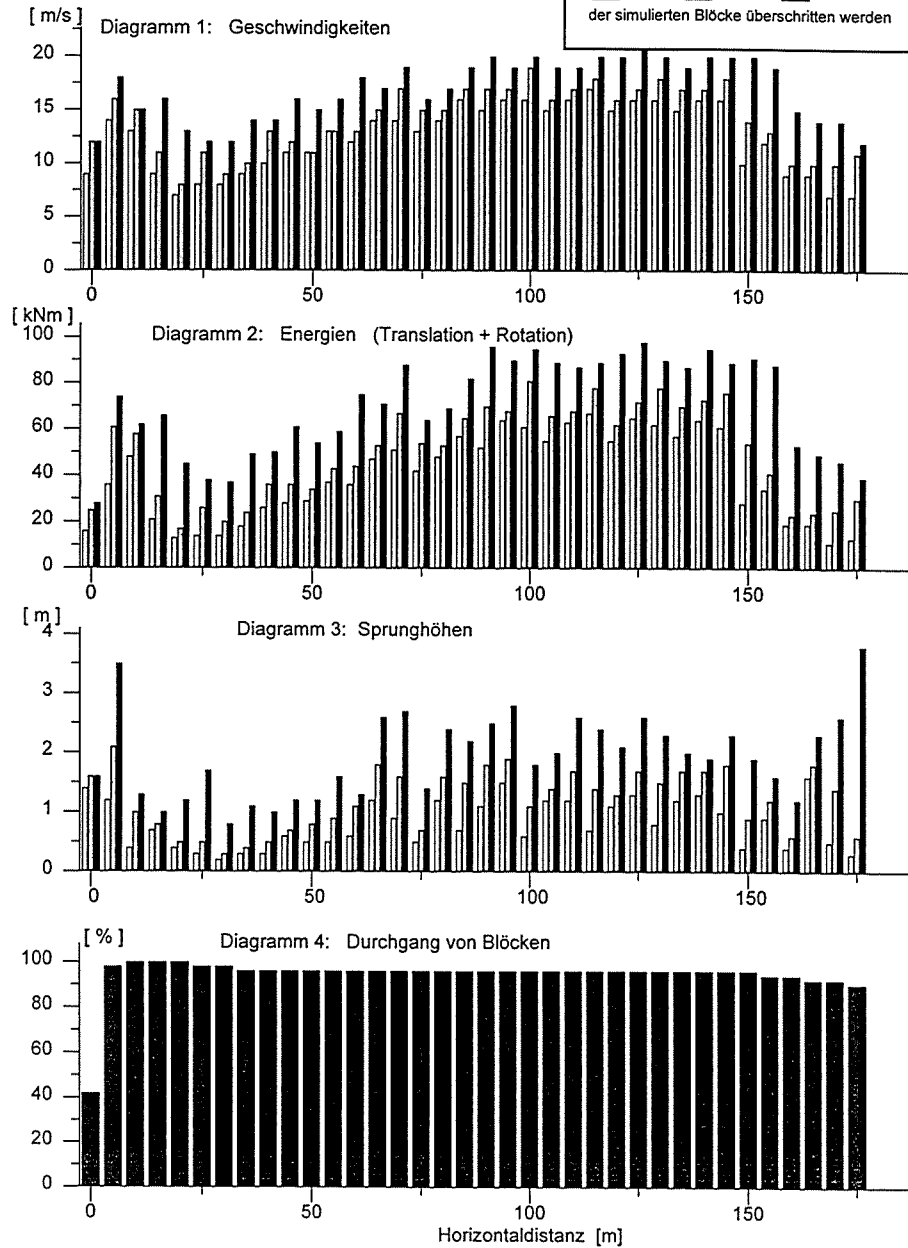 der simulierten Blöcke überschritten werden
[ m/s ]
Diagramm 1: Geschwindigkeiten
20
15
10
5
0
0 50 100 150
[ kNm ]
Diagramm 2: Energien (Translation + Rotation)
100
80
60
40
20
0
0 50 100 150
[ m ]
Diagramm 3: Sprunghöhen
4
3
2
1
0
0 50 100 150
[ % ]
Diagramm 4: Durchgang von Blöcken
100
80
60
40
20
0
0 50 100 150
Horizontaldistanz [m]